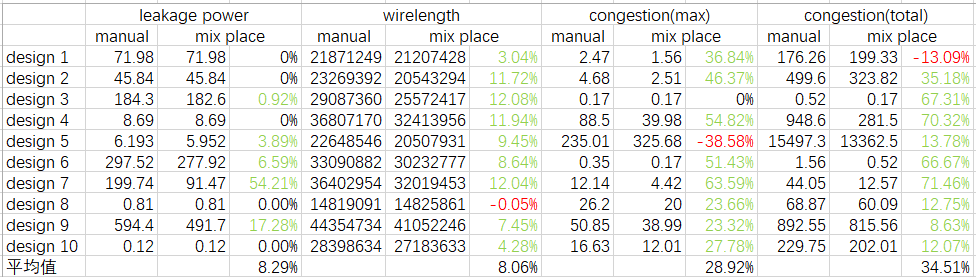 leakage power wirelength congestion(max) congestion(total)
manual mix place manual mix place manual mix place manual mix place
design 1 71.98 71.98 0% 21871249 21207428 3.04% 2.47 1.56 36.84% 176.26 199.33 -13.09%
design 2 45.84 45.84 0% 23269392 20543294 11.72% 4.68 2.51 46.37% 499.6 323.82 35.18%
design 3 184.3 182.6 0.92% 29087360 25572417 12.08% 0.17 0.17 0% 0.52 0.17 67.31%
design 4 8.69 8.69 0% 36807170 32413956 11.94% 88.5 39.98 54.82% 948.6 281.5 70.32%
design 5 6.193 5.952 3.89% 22648546 20507931 9.45% 235.01 325.68 -38.58% 15497.3 13362.5 13.78%
design 6 297.52 277.92 6.59% 33090882 30232777 8.64% 0.35 0.17 51.43% 1.56 0.52 66.67%
design 7 199.74 91.47 54.21% 36402954 32019453 12.04% 12.14 4.42 63.59% 44.05 12.57 71.46%
design 8 0.81 0.81 0.00% 14819091 14825861 -0.05% 26.2 20 23.66% 68.87 60.09 12.75%
design 9 594.4 491.7 17.28% 44354734 41052246 7.45% 50.85 38.99 23.32% 892.55 815.56 8.63%
design 10 0.12 0.12 0.00% 28398634 27183633 4.28% 16.63 12.01 27.78% 229.75 202.01 12.07%
平均值 8.29% 8.06% 28.92% 34.51%